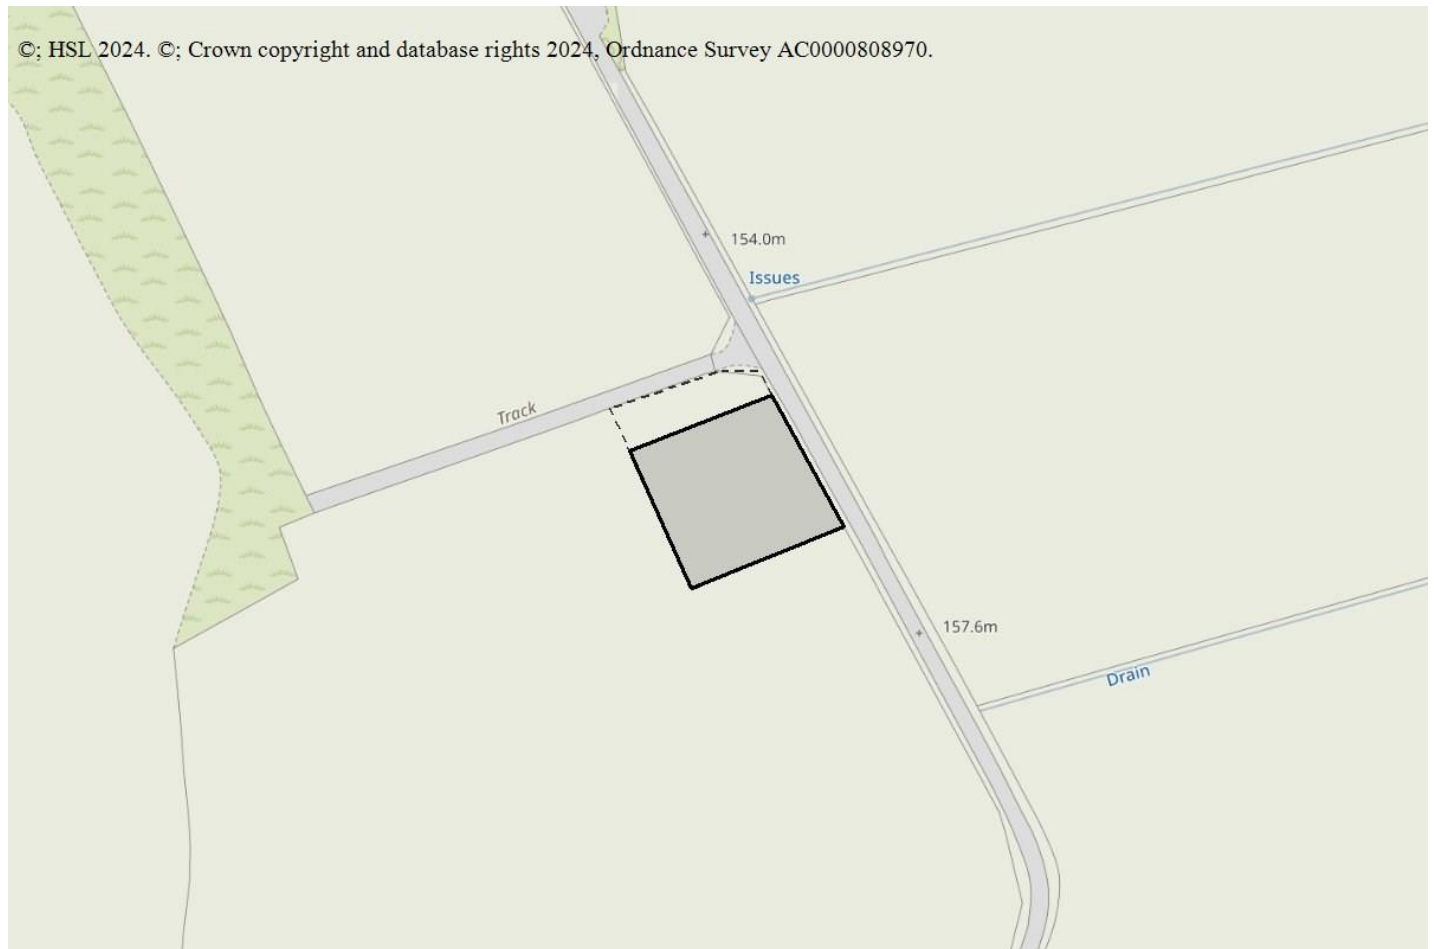 ©; HSL 2024. ©; Crown copyright and database rights 2024, Ordnance Survey AC0000808970.
154.0m
Issues
Track
157.6m
Drain